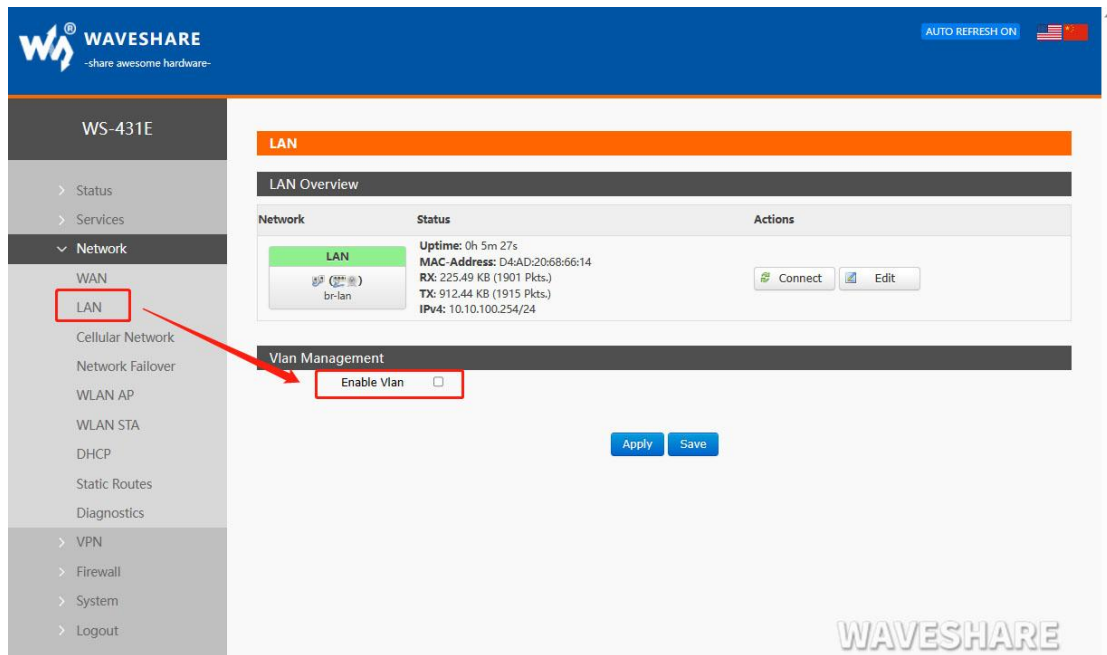 WAVESHARE
-share awesome hardware-
AUTO REFRESH ON
WS-431E
Status
Services
Network
WAN
LAN
Cellular Network
Network Failover
WLAN AP
WLAN STA
DHCP
Static Routes
Diagnostics
VPN
Firewall
System
Logout
LAN
LAN Overview
Network Status Actions
LAN
br-lan
Uptime: 0h 5m 27s
MAC-Address: D4:AD:20:68:66:14
RX: 225.49 KB (1901 Pkts.)
TX: 912.44 KB (1915 Pkts.)
IPv4: 10.10.100.254/24
Connect Edit
Vlan Management
Enable Vlan
Apply Save
WAVESHARE